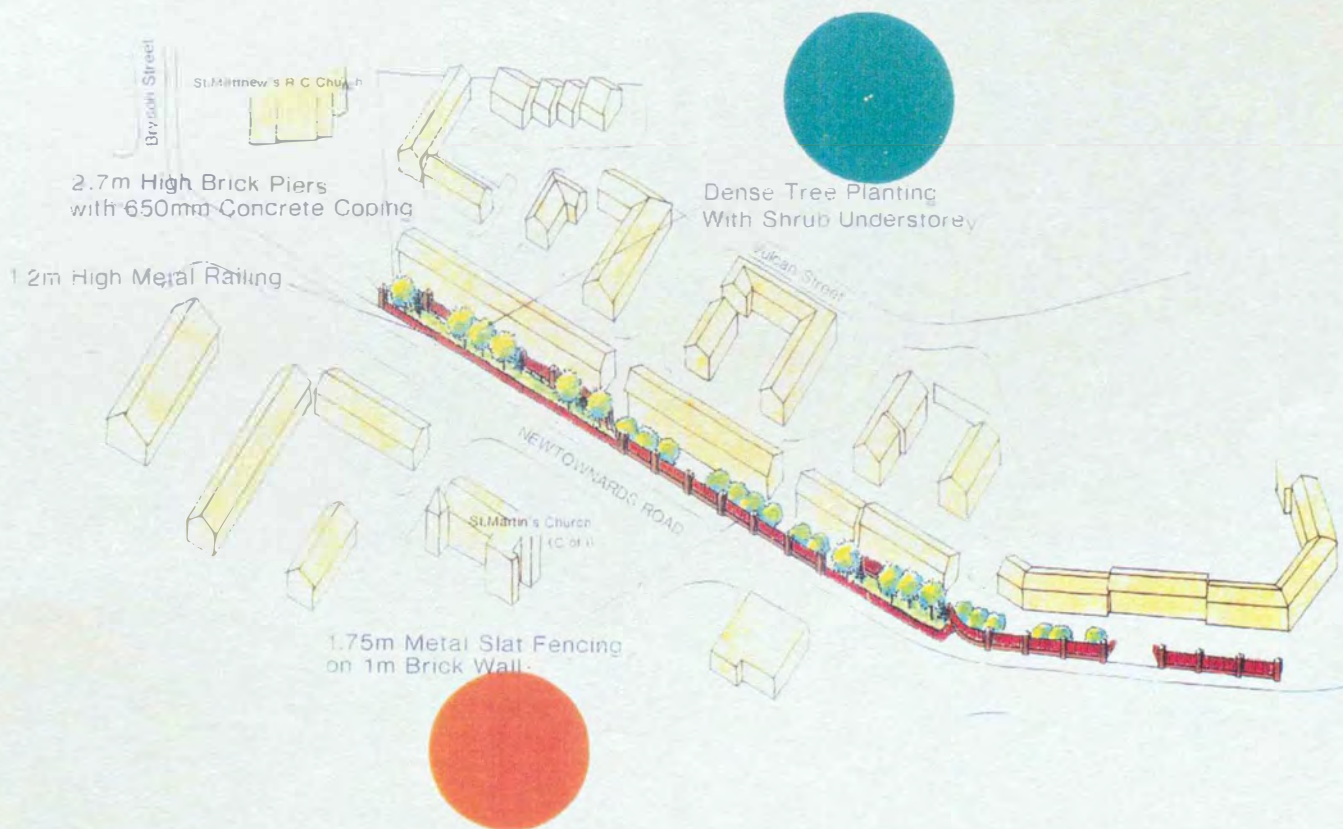 Bryson Street
St.Matthew's R C Church
2.7m High Brick Piers
with 650mm Concrete Coping
1.2m High Metal Railing
Dense Tree Planting
With Shrub Understorey
Vulcan Street
NEWTOWNARDS ROAD
St.Martin's Church
(C of I)
1.75m Metal Slat Fencing
on 1m Brick Wall